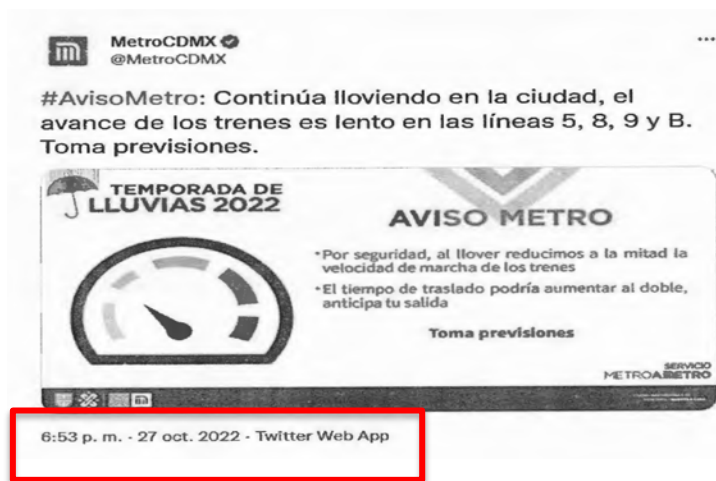 MetroCDMX
@MetroCDMX
#AvisoMetro: Continúa lloviendo en la ciudad, el
avance de los trenes es lento en las líneas 5, 8, 9 y B.
Toma previsiones.
TEMPORADA DE
LLUVIAS 2022
AVISO METRO
•Por seguridad, al llover reducimos a la mitad la
velocidad de marcha de los trenes
•El tiempo de traslado podría aumentar al doble,
anticipa tu salida
Toma previsiones
SERVICIO
METROAMETRO
6:53 p. m. · 27 oct. 2022 · Twitter Web App